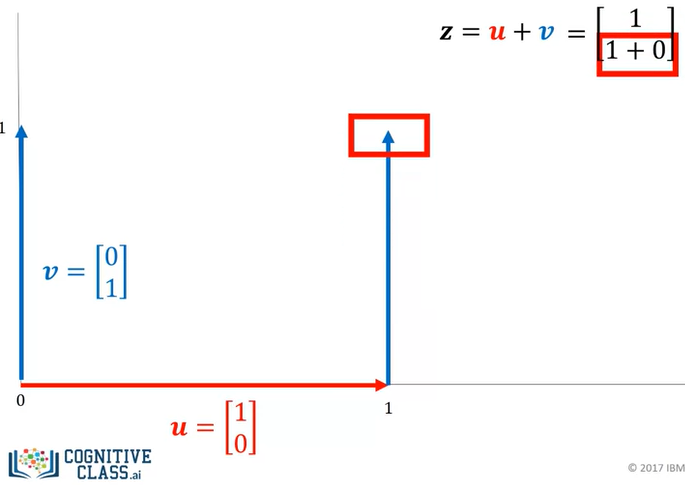 z = u + v = [1
1 + 0]
1
v = [0
1]
0
1
u = [1
0]
COGNITIVE
CLASS.ai
© 2017 IBM